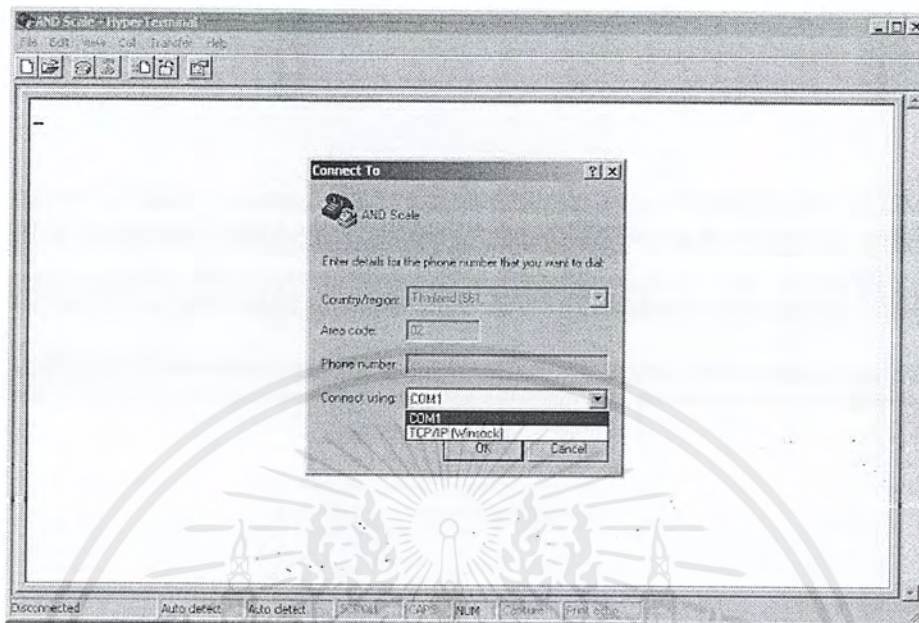 AND Scale - HyperTerminal
File Edit View Call Transfer Help
Connect To
AND Scale
Enter details for the phone number that you want to dial:
Country/region: Thailand (66)
Area code: 02
Phone number:
Connect using: COM1
COM1
TCP/IP (Winsock)
OK Cancel
Disconnected Auto detect Auto detect SCROLL CAPS NUM Capture Print echo